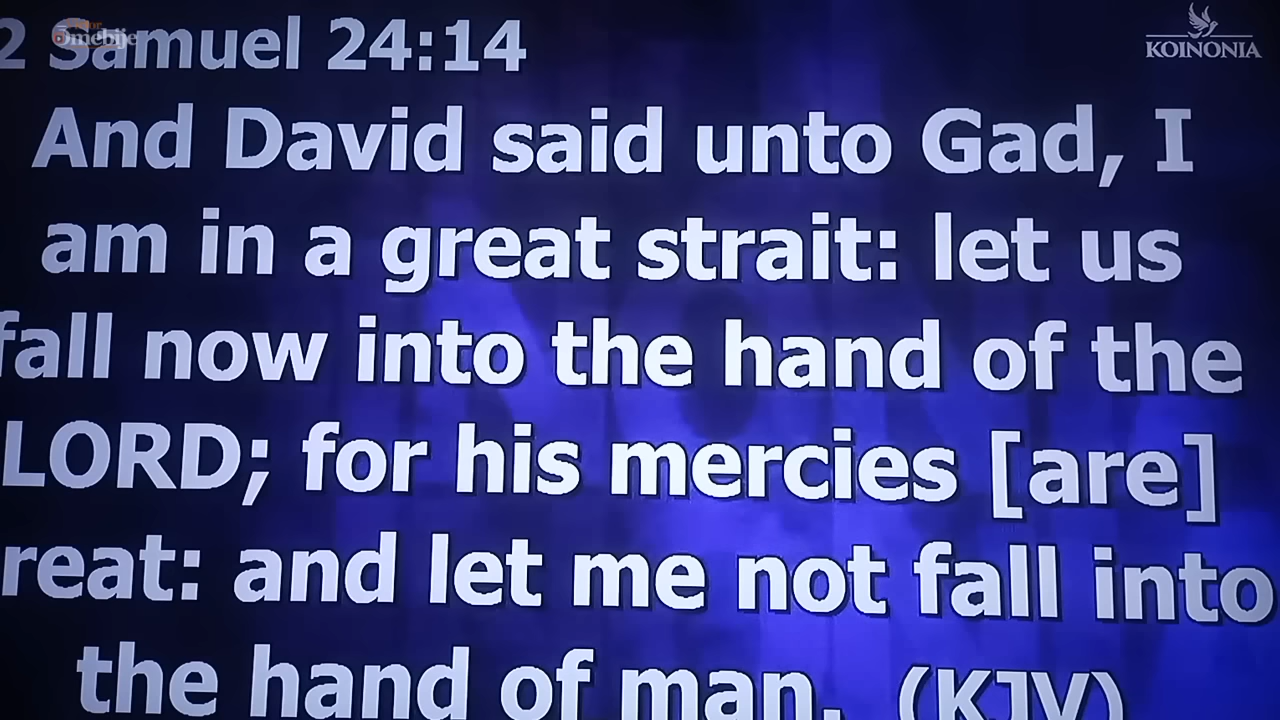 2 Samuel 24:14
KOINONIA
And David said unto Gad, I
am in a great strait: let us
fall now into the hand of the
LORD; for his mercies [are]
reat: and let me not fall into
the hand of man. (KJV)